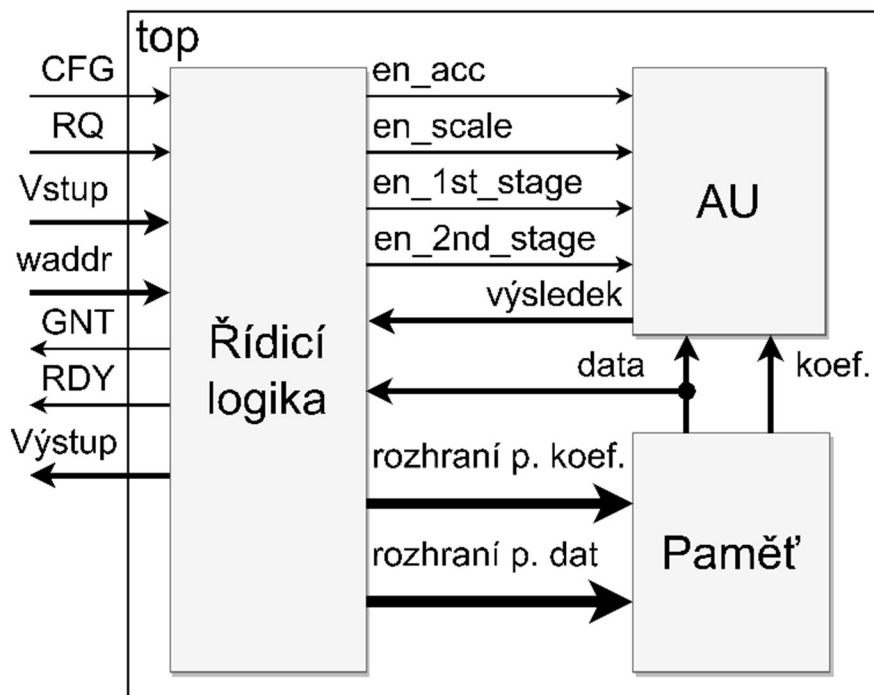 top
CFG
RQ
Vstup
waddr
GNT
RDY
Výstup
Řídicí
logika
en_acc
en_scale
en_1st_stage
en_2nd_stage
výsledek
data
koef.
rozhraní p. koef.
rozhraní p. dat
AU
Paměť